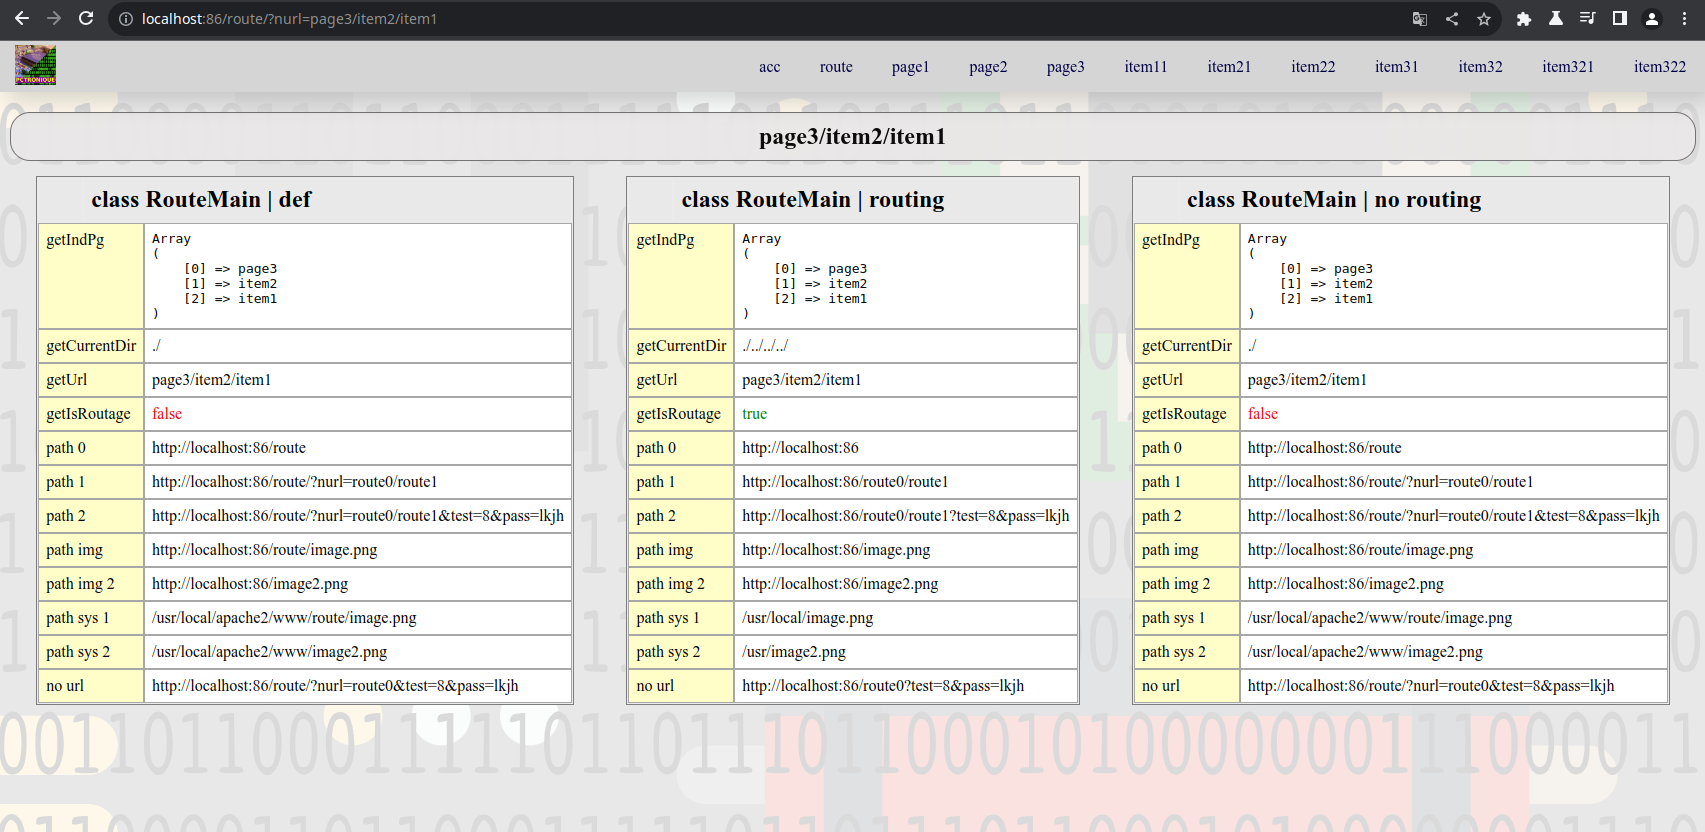 localhost:86/route/?nurl=page3/item2/item1
PCTRONIQUE
acc route page1 page2 page3 item11 item21 item22 item31 item32 item321 item322
page3/item2/item1
class RouteMain | def
getIndPg Array
(
[0] => page3
[1] => item2
[2] => item1
)
getCurrentDir ./
getUrl page3/item2/item1
getIsRoutage false
path 0 http://localhost:86/route
path 1 http://localhost:86/route/?nurl=route0/route1
path 2 http://localhost:86/route/?nurl=route0/route1&test=8&pass=lkjh
path img http://localhost:86/route/image.png
path img 2 http://localhost:86/image2.png
path sys 1 /usr/local/apache2/www/route/image.png
path sys 2 /usr/local/apache2/www/image2.png
no url http://localhost:86/route/?nurl=route0&test=8&pass=lkjh
class RouteMain | routing
getIndPg Array
(
[0] => page3
[1] => item2
[2] => item1
)
getCurrentDir ./../../../
getUrl page3/item2/item1
getIsRoutage true
path 0 http://localhost:86
path 1 http://localhost:86/route0/route1
path 2 http://localhost:86/route0/route1?test=8&pass=lkjh
path img http://localhost:86/image.png
path img 2 http://localhost:86/image2.png
path sys 1 /usr/local/image.png
path sys 2 /usr/image2.png
no url http://localhost:86/route0?test=8&pass=lkjh
class RouteMain | no routing
getIndPg Array
(
[0] => page3
[1] => item2
[2] => item1
)
getCurrentDir ./
getUrl page3/item2/item1
getIsRoutage false
path 0 http://localhost:86/route
path 1 http://localhost:86/route/?nurl=route0/route1
path 2 http://localhost:86/route/?nurl=route0/route1&test=8&pass=lkjh
path img http://localhost:86/route/image.png
path img 2 http://localhost:86/image2.png
path sys 1 /usr/local/apache2/www/route/image.png
path sys 2 /usr/local/apache2/www/image2.png
no url http://localhost:86/route/?nurl=route0&test=8&pass=lkjh